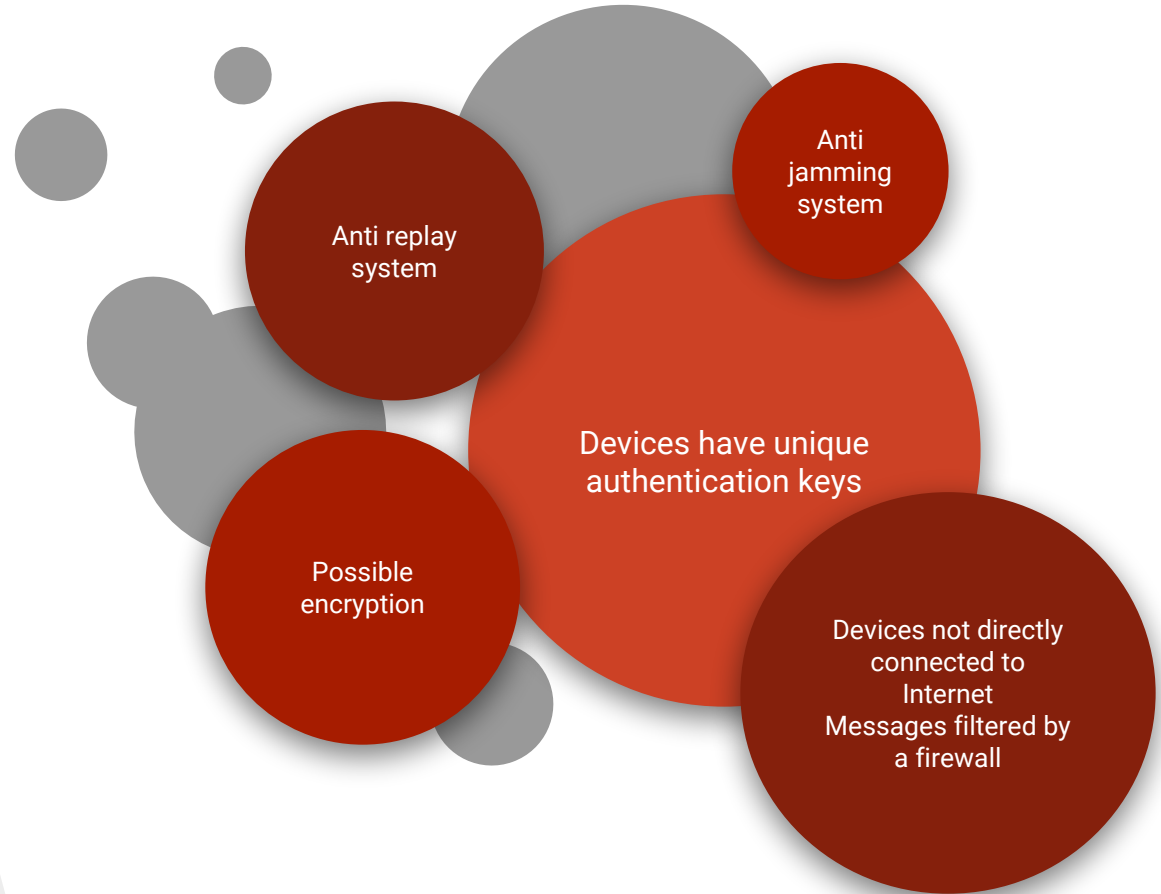 Anti
jamming
system
Anti replay
system
Devices have unique
authentication keys
Possible
encryption
Devices not directly
connected to
Internet
Messages filtered by
a firewall